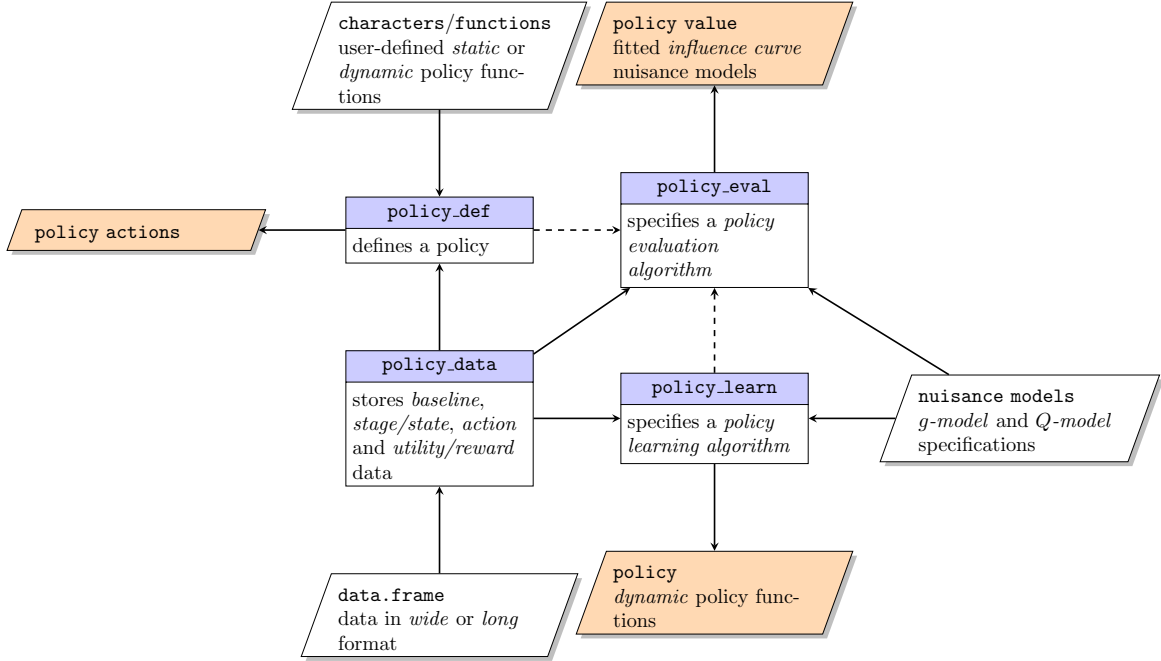 characters/functions
user-defined static or
dynamic policy func-
tions
policy value
fitted influence curve
nuisance models
policy_eval
specifies a policy
evaluation
algorithm
policy_def
defines a policy
policy actions
policy_data
stores baseline,
stage/state, action
and utility/reward
data
policy_learn
specifies a policy
learning algorithm
nuisance models
g-model and Q-model
specifications
data.frame
data in wide or long
format
policy
dynamic policy func-
tions